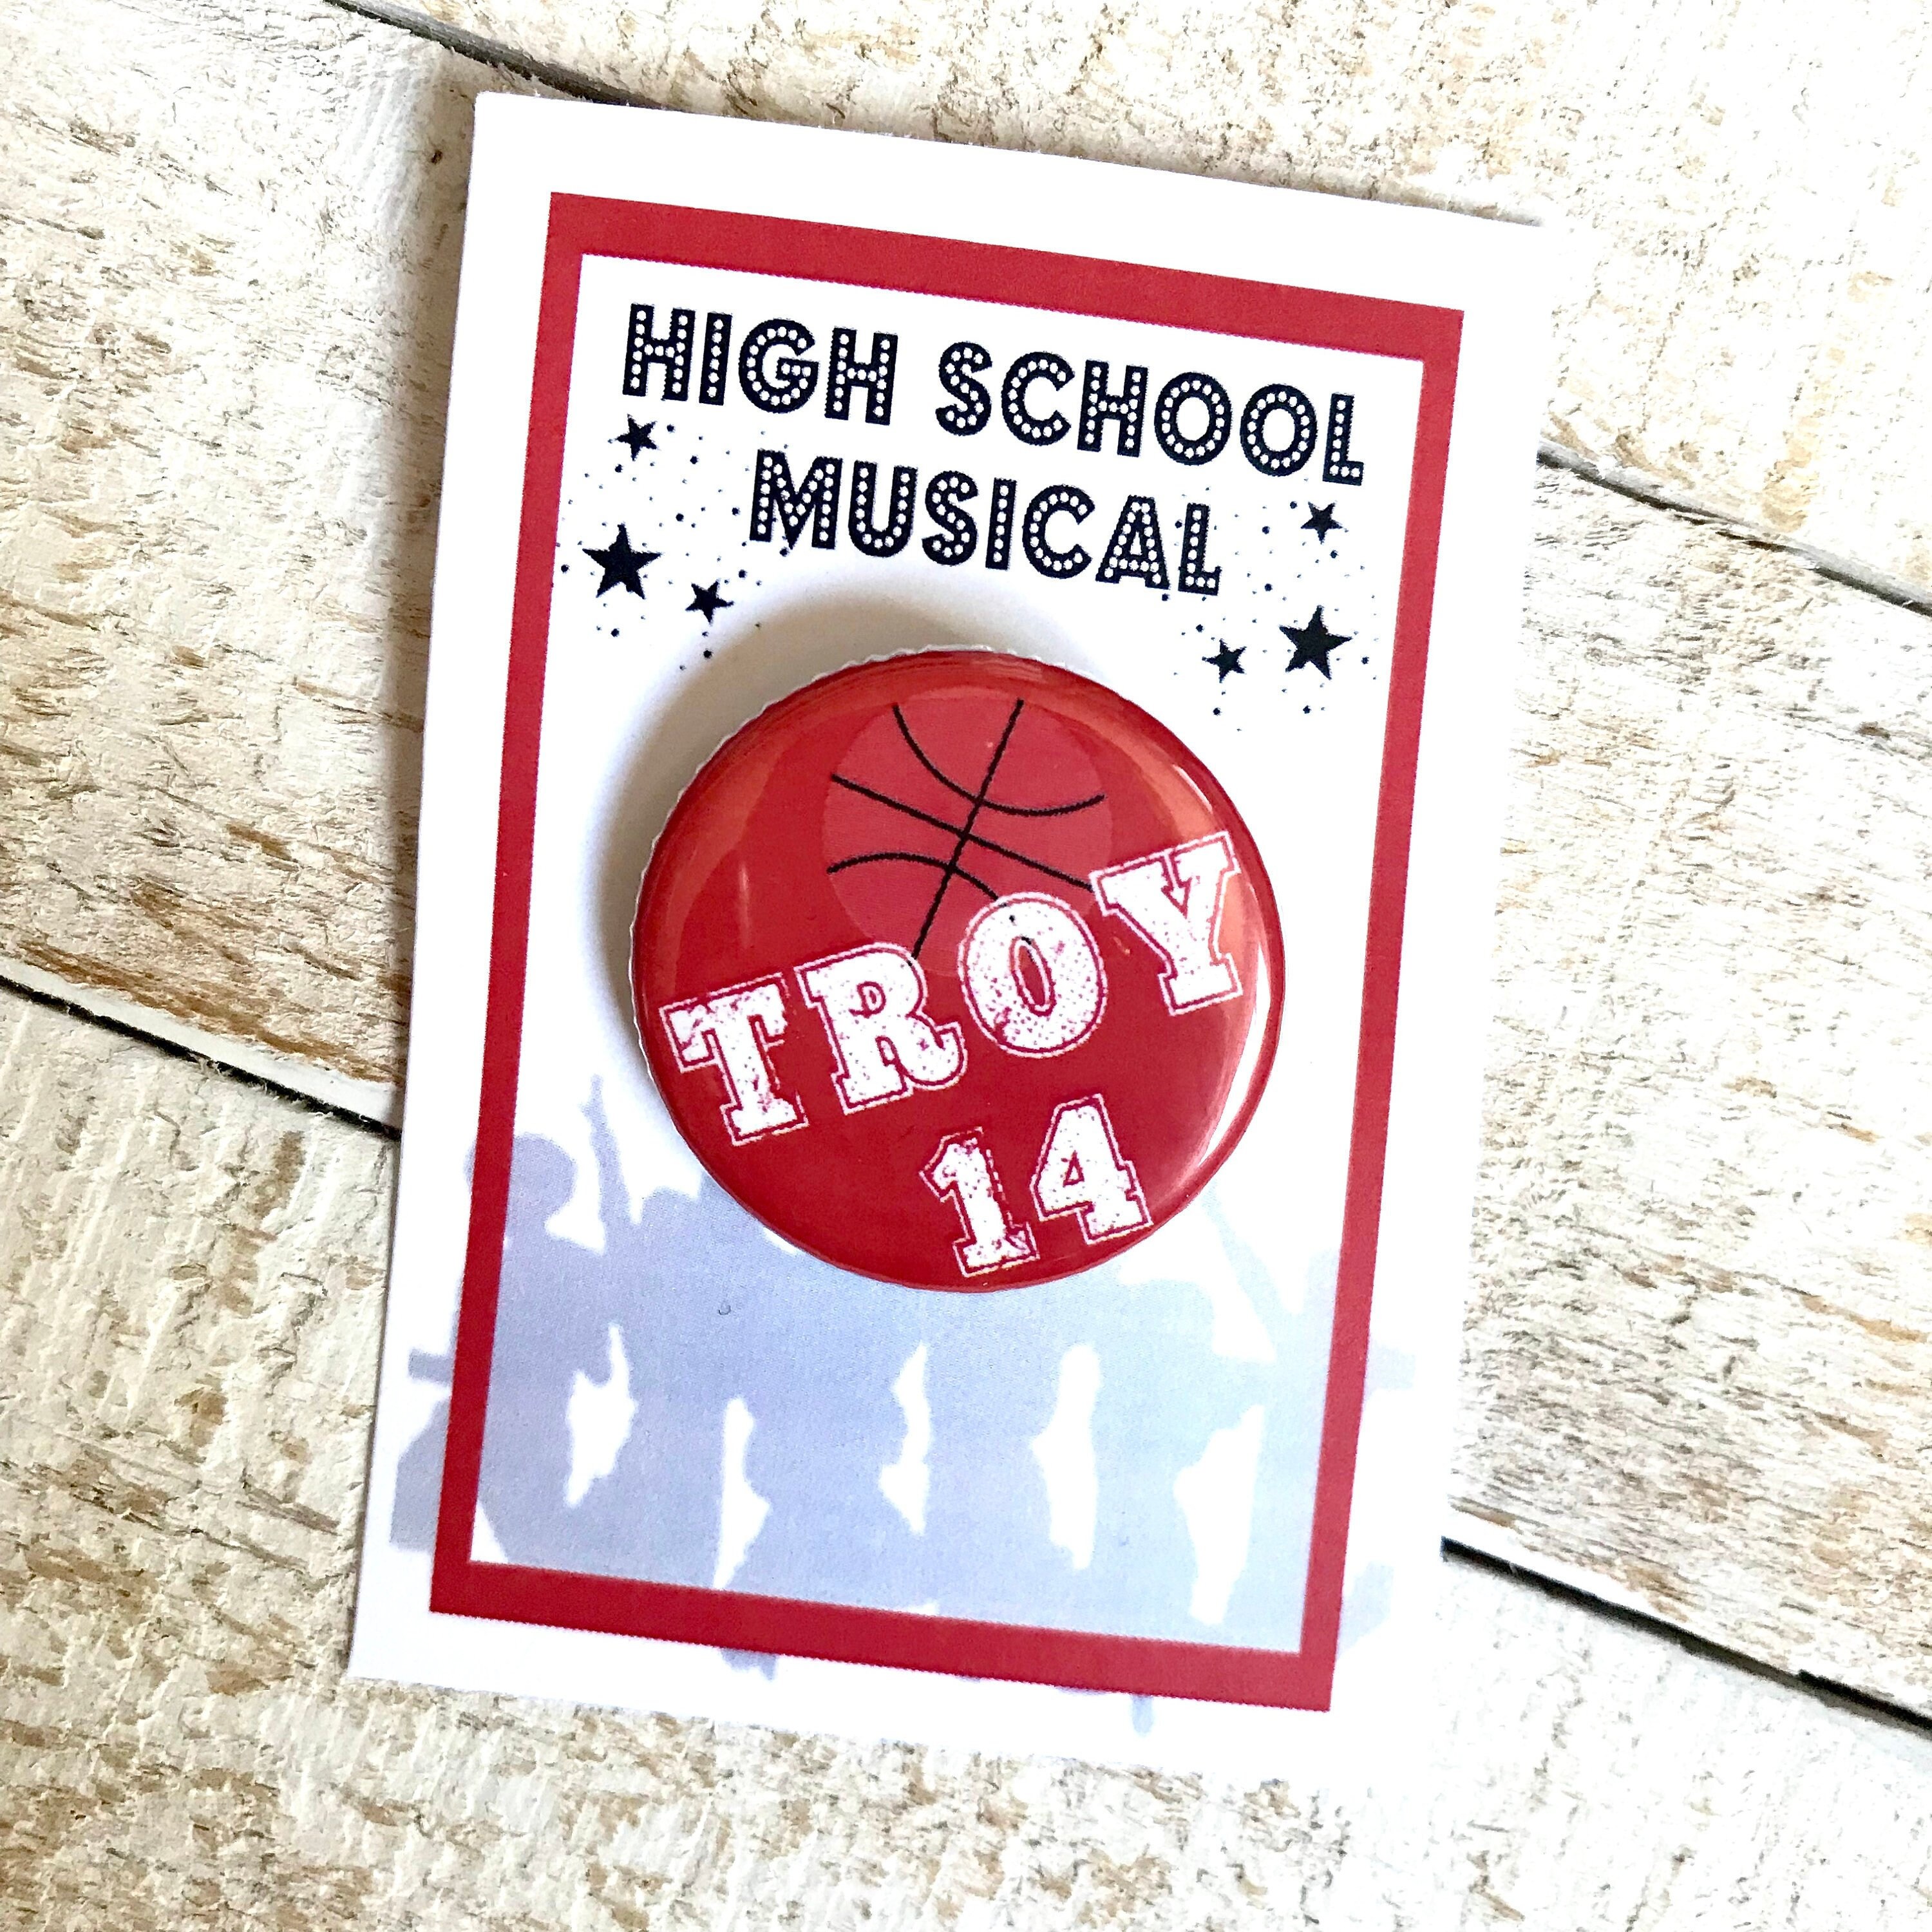 HIGH SCHOOL
MUSICAL
TROY
14